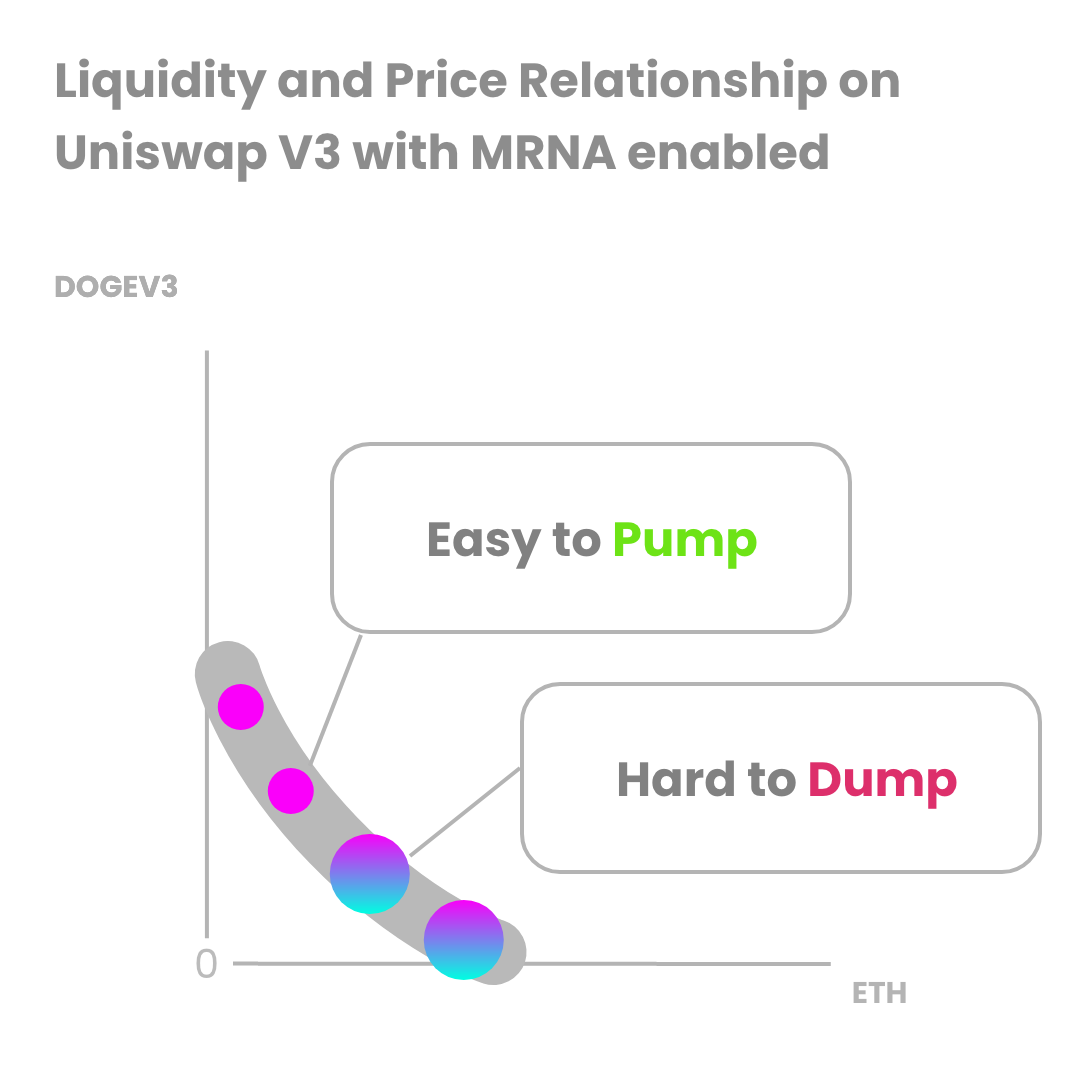 Liquidity and Price Relationship on
Uniswap V3 with MRNA enabled
DOGEV3
Easy to Pump
Hard to Dump
0
ETH